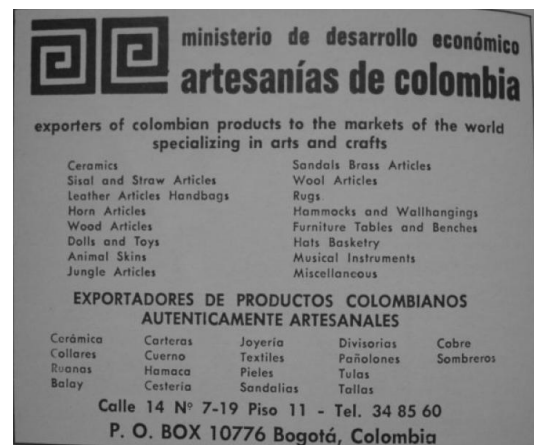 ministerio de desarrollo económico
artesanías de colombia
exporters of colombian products to the markets of the world
specializing in arts and crafts
Ceramics
Sisal and Straw Articles
Leather Articles Handbags
Horn Articles
Wood Articles
Dolls and Toys
Animal Skins
Jungle Articles
Sandals Brass Articles
Wool Articles
Rugs
Hammocks and Wallhangings
Furniture Tables and Benches
Hats Basketry
Musical Instruments
Miscellaneous
EXPORTADORES DE PRODUCTOS COLOMBIANOS
AUTENTICAMENTE ARTESANALES
Cerámica
Collares
Ruanas
Balay
Carteras
Cuerno
Hamaca
Cestería
Joyería
Textiles
Pieles
Sandalias
Divisorias
Pañolones
Tulas
Tallas
Cobre
Sombreros
Calle 14 Nº 7-19 Piso 11 - Tel. 34 85 60
P. O. BOX 10776 Bogotá, Colombia